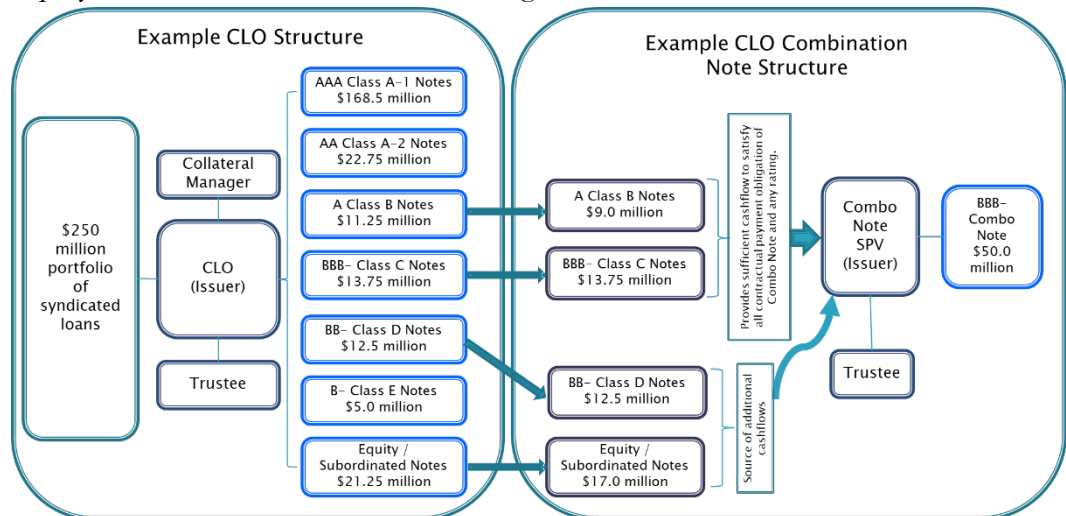 Example CLO Structure
$250
million
portfolio
of
syndicated
loans
Collateral
Manager
CLO
(Issuer)
Trustee
AAA Class A-1 Notes
$168.5 million
AA Class A-2 Notes
$22.75 million
A Class B Notes
$11.25 million
BBB- Class C Notes
$13.75 million
BB- Class D Notes
$12.5 million
B- Class E Notes
$5.0 million
Equity /
Subordinated Notes
$21.25 million
Example CLO Combination
Note Structure
A Class B Notes
$9.0 million
BBB- Class C Notes
$13.75 million
BB- Class D Notes
$12.5 million
Equity /
Subordinated Notes
$17.0 million
Provides sufficient cashflow to satisfy
all contractual payment obligation of
Combo Note and any rating.
Source of additional
cashflows
Combo
Note
SPV
(Issuer)
Trustee
BBB-
Combo
Note
$50.0
million